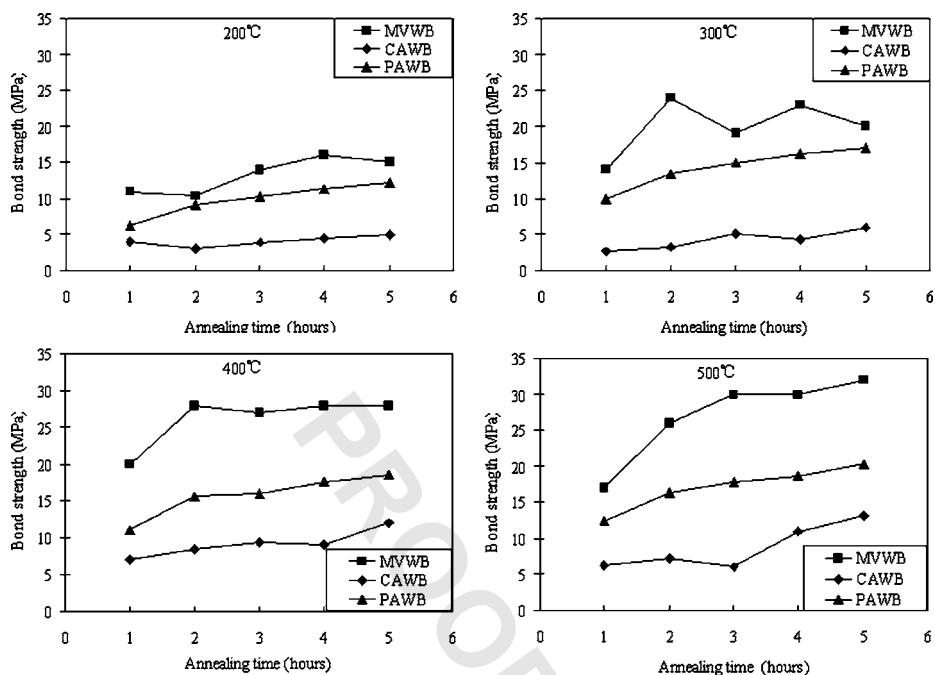 200℃
MVWB
CAWB
PAWB
Bond strength (MPa)
35
30
25
20
15
10
5
0
0 1 2 3 4 5 6
Annealing time (hours)
300℃
MVWB
CAWB
PAWB
Bond strength (MPa)
35
30
25
20
15
10
5
0
0 1 2 3 4 5 6
Annealing time (hours)
400℃
MVWB
CAWB
PAWB
Bond strength (MPa)
35
30
25
20
15
10
5
0
0 1 2 3 4 5 6
Annealing time (hours)
500℃
MVWB
CAWB
PAWB
Bond strength (MPa)
35
30
25
20
15
10
5
0
0 1 2 3 4 5 6
Annealing time (hours)
PROOF